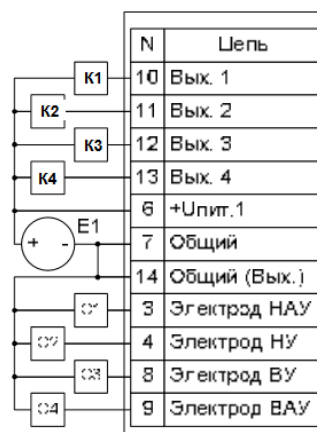 N Цепь
К1 10 Вых. 1
К2 11 Вых. 2
К3 12 Вых. 3
К4 13 Вых. 4
6 +Uпит.1
E1
+ - 7 Общий
14 Общий (Вых.)
3 Электрод НАУ
4 Электрод НУ
8 Электрод ВУ
9 Электрод ВАУ